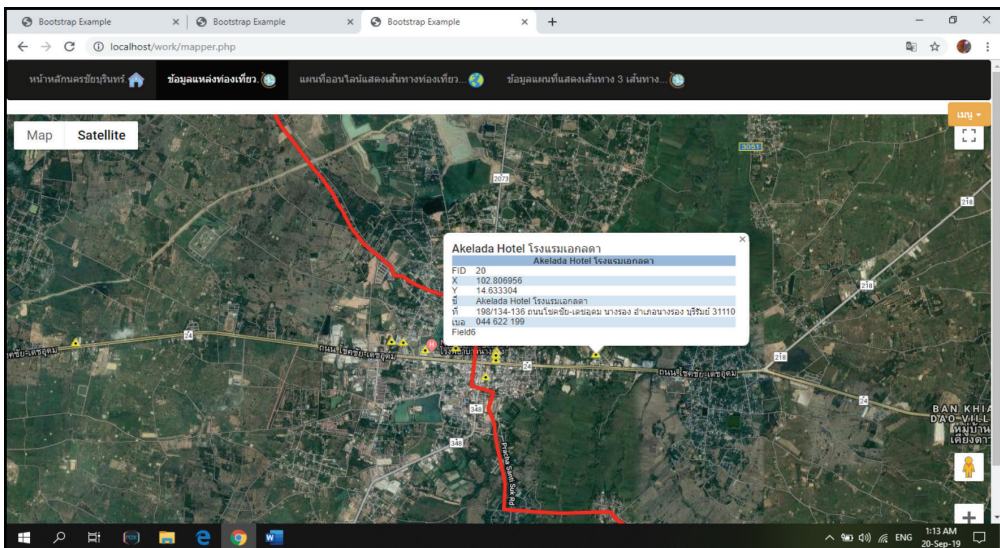 Bootstrap Example
Bootstrap Example
Bootstrap Example
localhost/work/mapper.php
หน้าหลักนครชัยบุรินทร์
ข้อมูลแหล่งท่องเที่ยว.
แผนที่ออนไลน์แสดงเส้นทางท่องเที่ยว...
ข้อมูลแผนที่แสดงเส้นทาง 3 เส้นทาง...
เมนู
Map
Satellite
3051
2073
218
Akelada Hotel โรงแรมเอกลดา
Akelada Hotel โรงแรมเอกลดา
FID 20
X 102.806956
Y 14.633304
ชื่ Akelada Hotel โรงแรมเอกลดา
ที่ 198/134-136 ถนนโชคชัย-เดชอุดม นางรอง อำเภอนางรอง บุรีรัมย์ 31110
เบอ 044 622 199
Field6
218
24
ถนนโชคชัย-เดชอุดม
H
24
218
ถนนโชคชัย-เดชอุดม
24
348
348
Pracha Santi Suk Rd
BAN KHIA
DAO VILL
หมู่บ้าน
1:13 AM
ENG
20-Sep-19